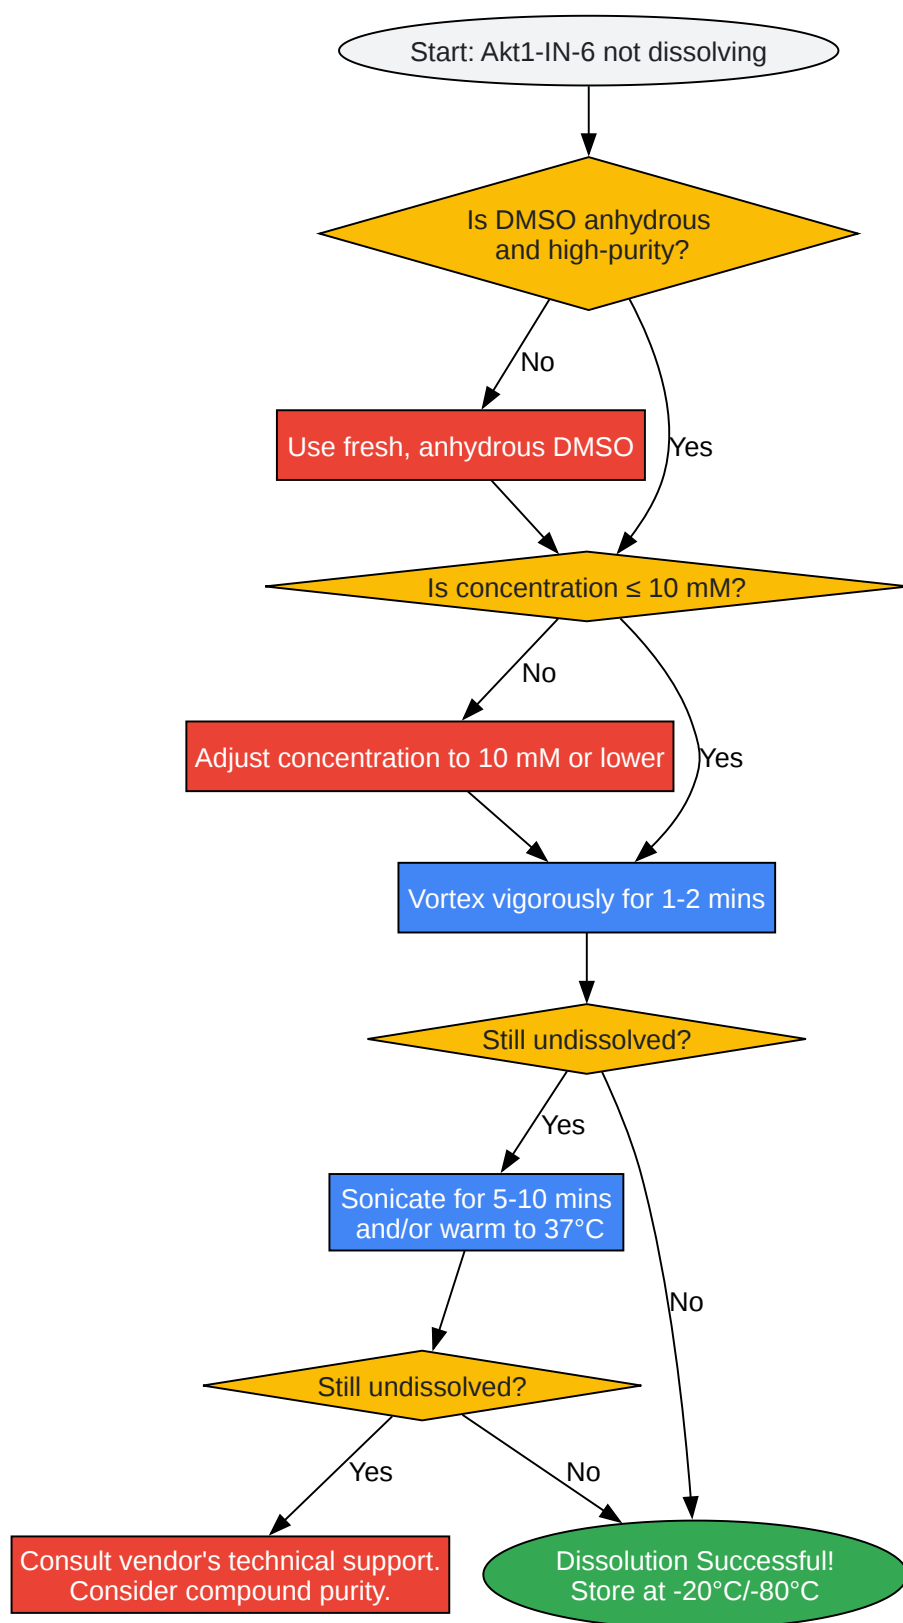 Start: Akt1-IN-6 not dissolving
Is DMSO anhydrous
and high-purity?
No
Use fresh, anhydrous DMSO
Yes
Is concentration ≤ 10 mM?
No
Adjust concentration to 10 mM or lower
Yes
Vortex vigorously for 1-2 mins
Still undissolved?
Yes
Sonicate for 5-10 mins
and/or warm to 37°C
No
Still undissolved?
Yes
No
Consult vendor's technical support.
Consider compound purity.
Dissolution Successful!
Store at -20°C/-80°C